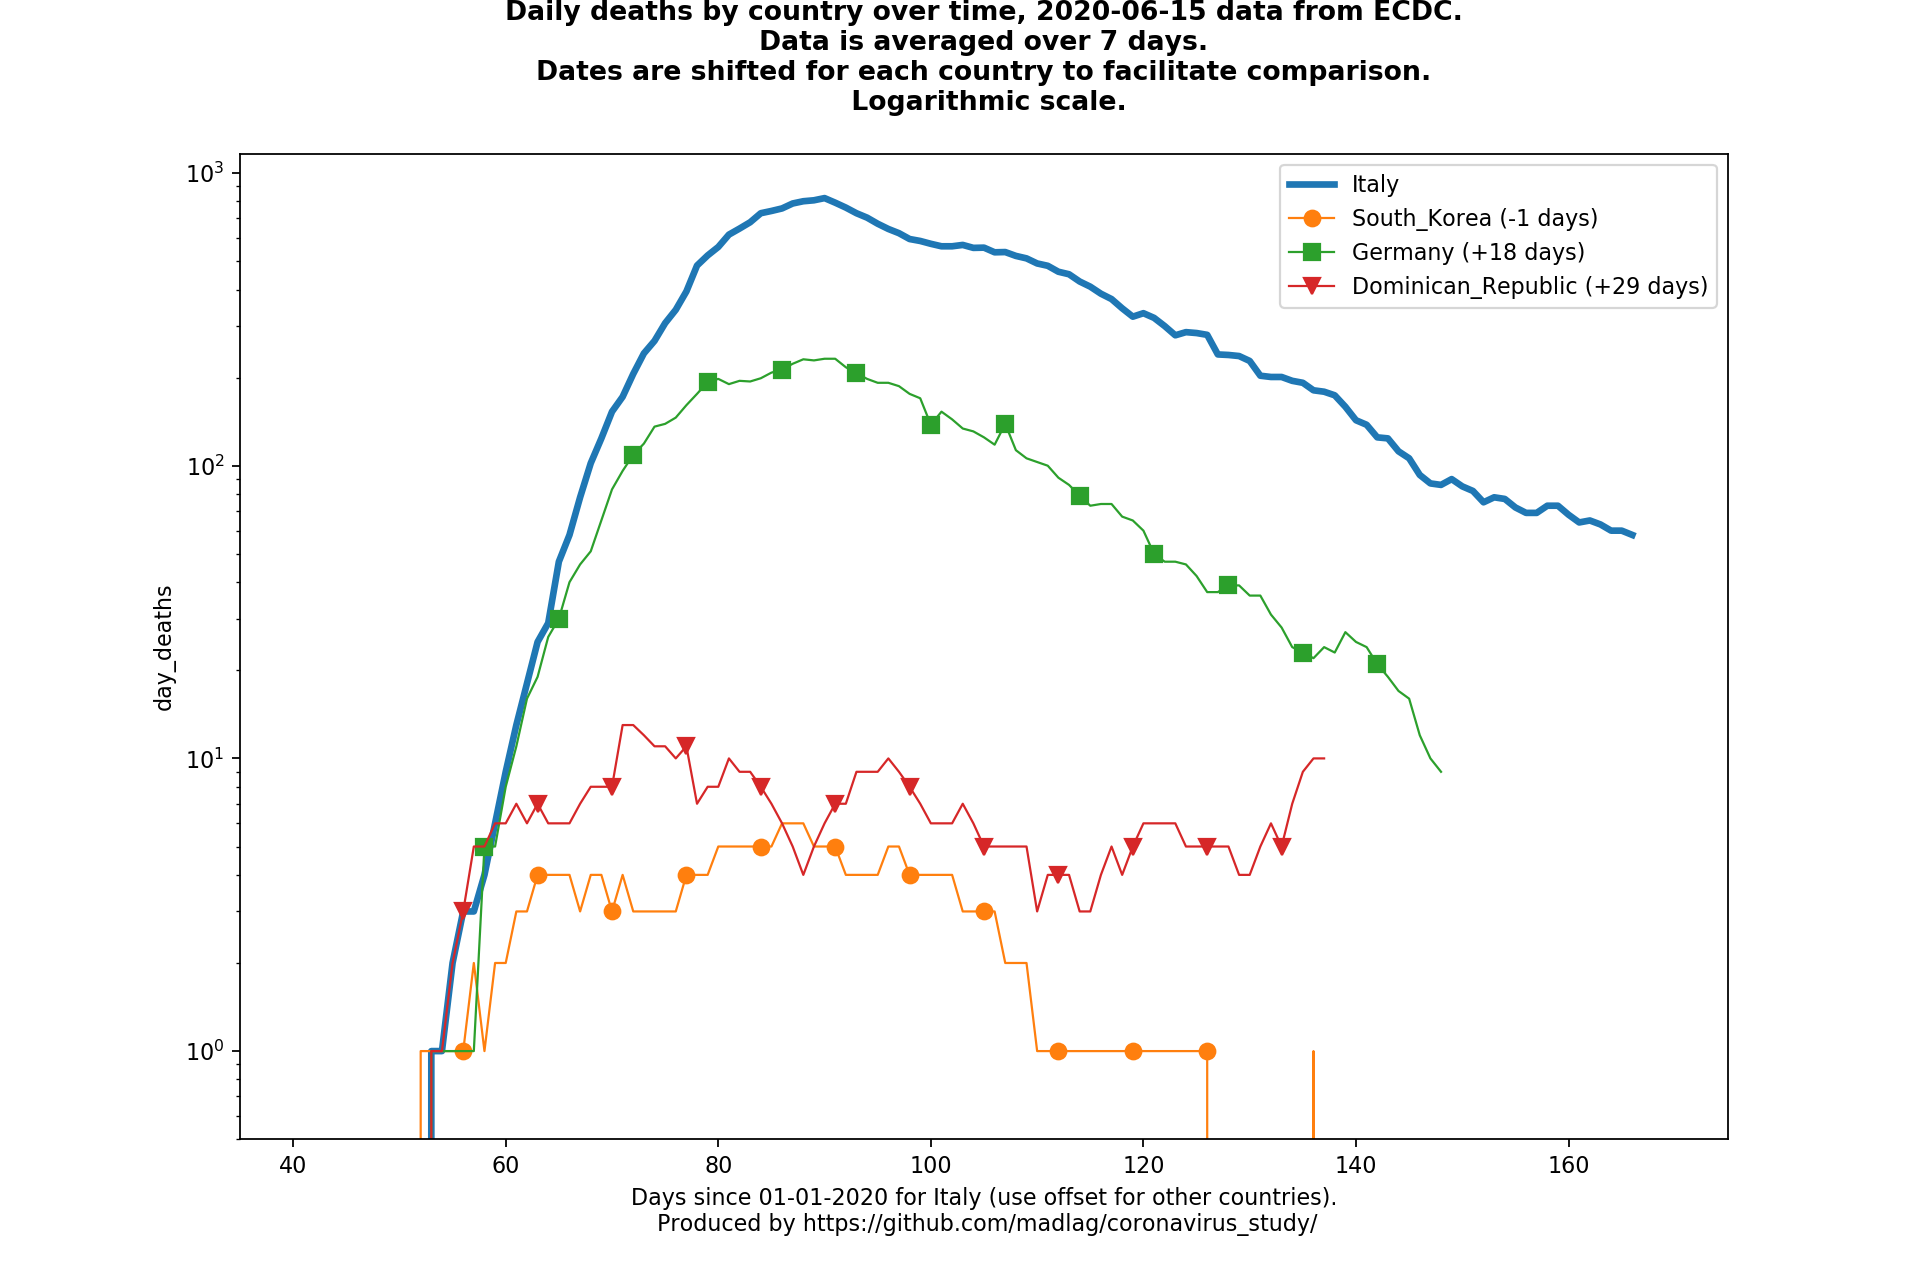 Daily deaths by country over time, 2020-06-15 data from ECDC.
Data is averaged over 7 days.
Dates are shifted for each country to facilitate comparison.
Logarithmic scale.
10³
10²
10¹
10⁰
day_deaths
Italy
South_Korea (-1 days)
Germany (+18 days)
Dominican_Republic (+29 days)
40 60 80 100 120 140 160
Days since 01-01-2020 for Italy (use offset for other countries).
Produced by https://github.com/madlag/coronavirus_study/